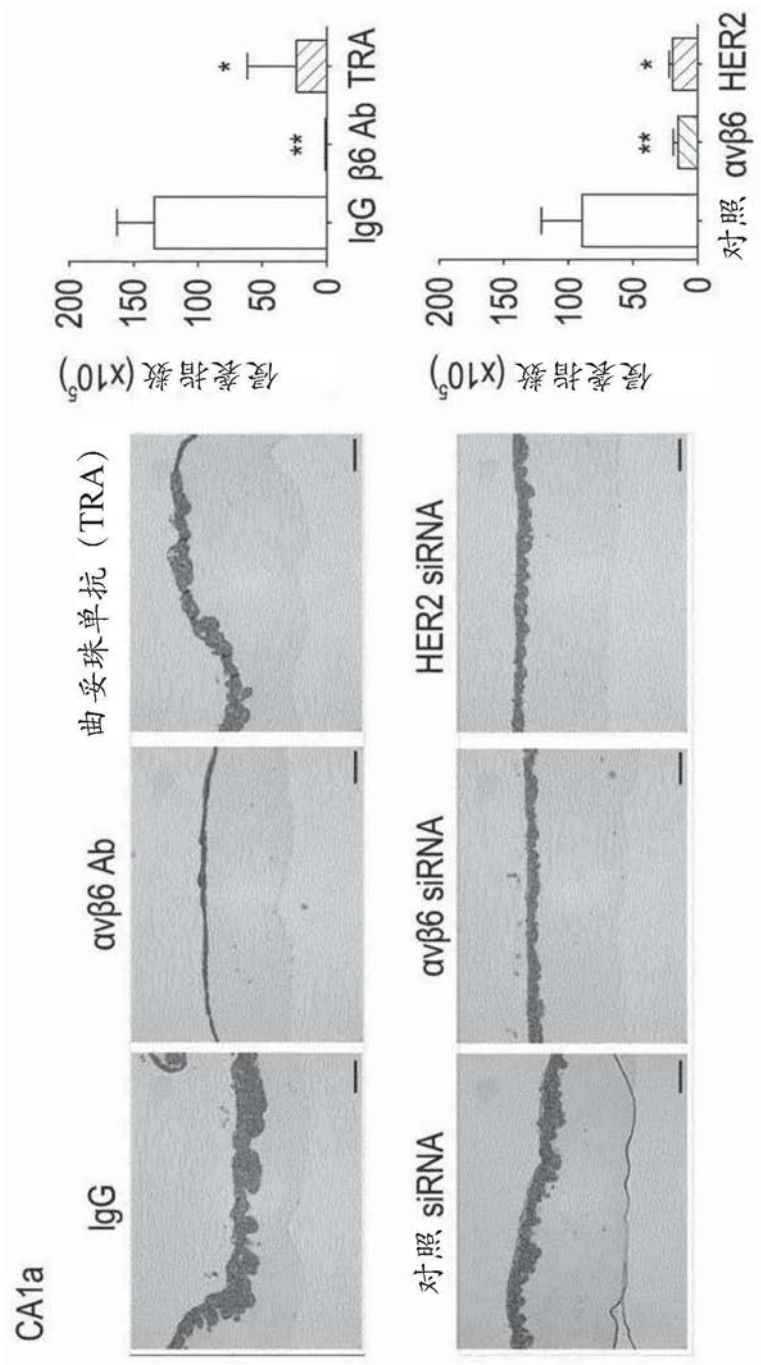 CA1a
IgG
αvβ6 Ab
曲妥珠单抗 (TRA)
侵袭指数 (x10⁵)
200
150
100
50
0
**
*
IgG β6 Ab TRA
对照 siRNA
αvβ6 siRNA
HER2 siRNA
侵袭指数 (x10⁵)
200
150
100
50
0
**
*
对照 αvβ6 HER2